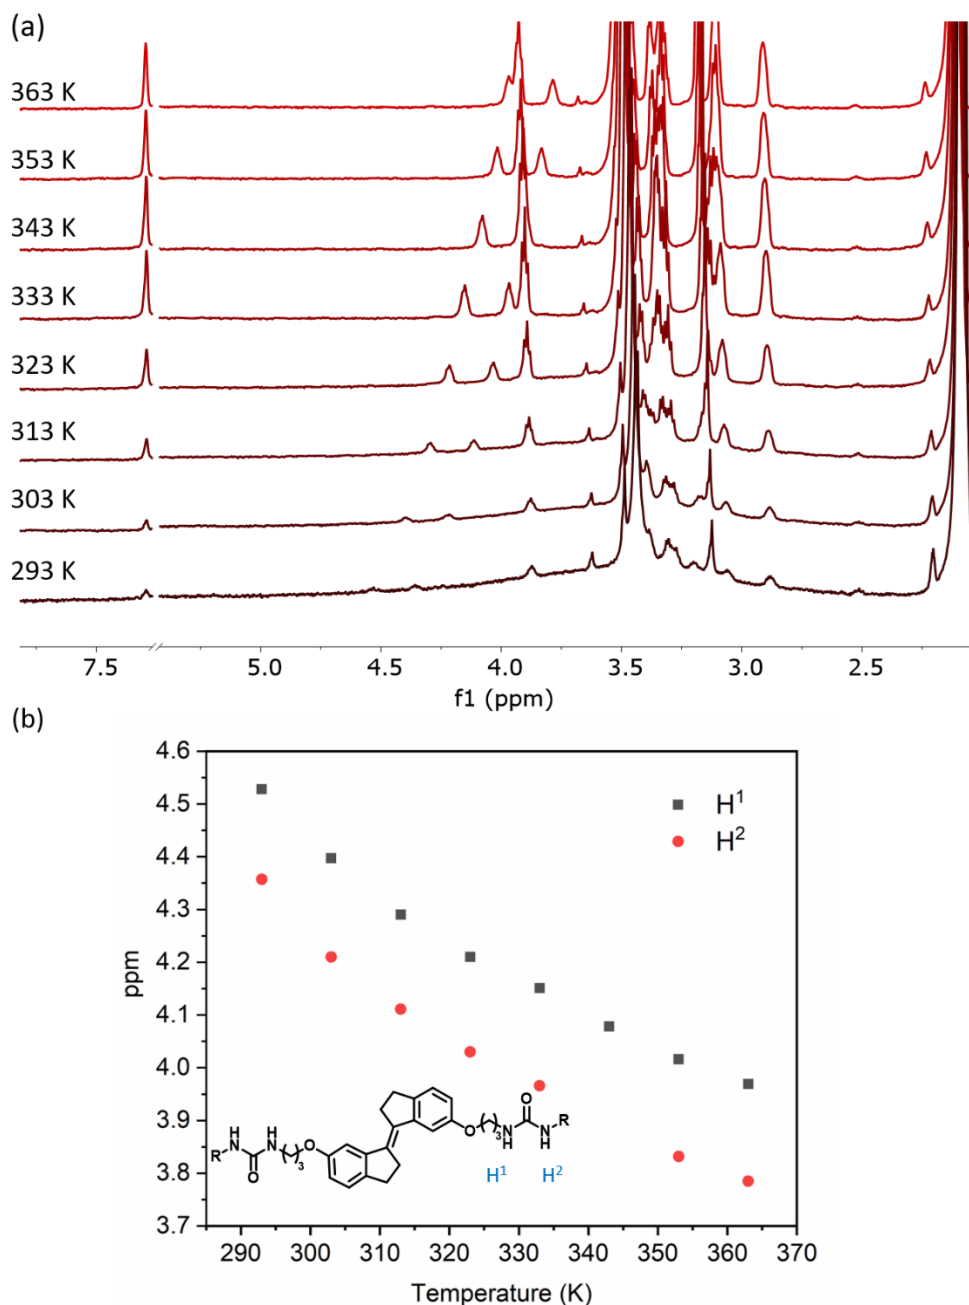 (a)
363 K
353 K
343 K
333 K
323 K
313 K
303 K
293 K
7.5 5.0 4.5 4.0 3.5 3.0 2.5
f1 (ppm)
(b)
4.6
4.5
4.4
4.3
4.2
4.1
4.0
3.9
3.8
3.7
ppm
H¹
H²
O
R
O 3 N N
H H
H H O
R N N 3
O
H¹ H²
290 300 310 320 330 340 350 360 370
Temperature (K)